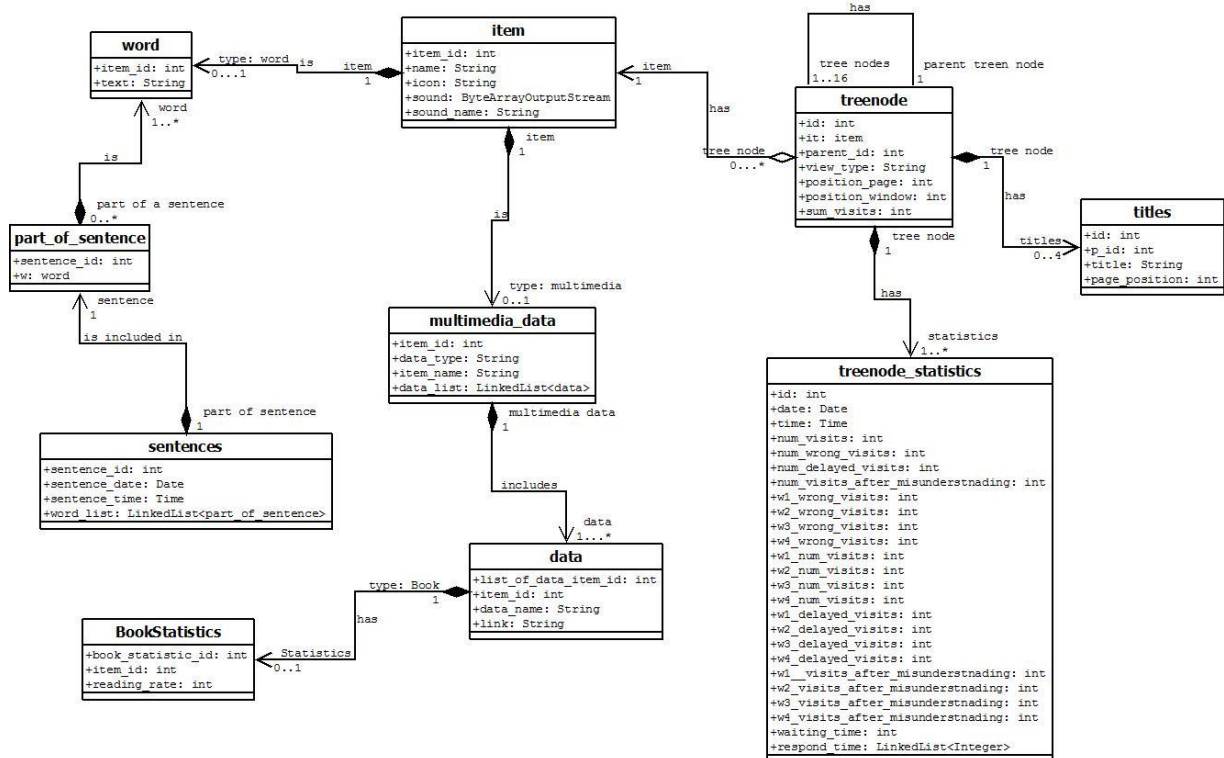 has
tree nodes
1..16
parent treen node
1
word
+item_id: int
+text: String
type: word
0...1
is
item
1
item
+item_id: int
+name: String
+icon: String
+sound: ByteArrayOutputStream
+sound_name: String
item
1
has
tree node
0...*
treenode
+id: int
+it: item
+parent_id: int
+view_type: String
+position_page: int
+position_window: int
+sum_visits: int
tree node
1
has
titles
0..4
titles
+id: int
+p_id: int
+title: String
+page_position: int
word
1..*
is
part of a sentence
0..*
part_of_sentence
+sentence_id: int
+w: word
sentence
1
is included in
part of sentence
1
sentences
+sentence_id: int
+sentence_date: Date
+sentence_time: Time
+word_list: LinkedList<part_of_sentence>
item
1
is
type: multimedia
0..1
multimedia_data
+item_id: int
+data_type: String
+item_name: String
+data_list: LinkedList<data>
multimedia data
1
includes
data
1...*
data
+list_of_data_item_id: int
+item_id: int
+data_name: String
+link: String
type: Book
1
has
Statistics
0..1
BookStatistics
+book_statistic_id: int
+item_id: int
+reading_rate: int
tree node
1
has
statistics
1..*
treenode_statistics
+id: int
+date: Date
+time: Time
+num_visits: int
+num_wrong_visits: int
+num_delayed_visits: int
+num_visits_after_misunderstnading: int
+w1_wrong_visits: int
+w2_wrong_visits: int
+w3_wrong_visits: int
+w4_wrong_visits: int
+w1_num_visits: int
+w2_num_visits: int
+w3_num_visits: int
+w4_num_visits: int
+w1_delayed_visits: int
+w2_delayed_visits: int
+w3_delayed_visits: int
+w4_delayed_visits: int
+w1__visits_after_misunderstnading: int
+w2_visits_after_misunderstnading: int
+w3_visits_after_misunderstnading: int
+w4_visits_after_misunderstnading: int
+waiting_time: int
+respond_time: LinkedList<Integer>